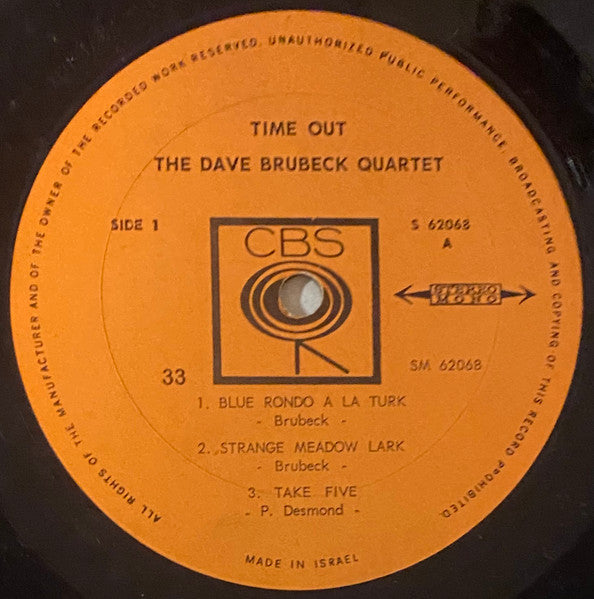 ALL RIGHTS OF THE MANUFACTURER AND OF THE OWNER OF THE RECORDED WORK RESERVED. UNAUTHORIZED PUBLIC PERFORMANCE, BROADCASTING AND COPYING OF THIS RECORD PROHIBITED.
TIME OUT
THE DAVE BRUBECK QUARTET
SIDE 1
S 62068
A
CBS
STEREO
MONO
33
SM 62068
1. BLUE RONDO A LA TURK
- Brubeck -
2. STRANGE MEADOW LARK
- Brubeck -
3. TAKE FIVE
- P. Desmond -
MADE IN ISRAEL